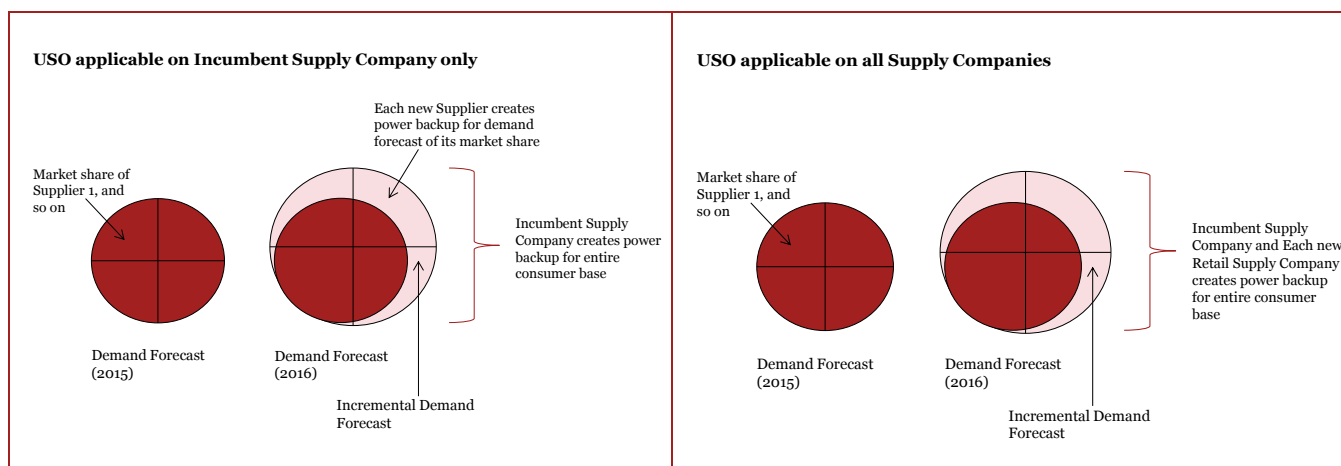 USO applicable on Incumbent Supply Company only
Each new Supplier creates
power backup for demand
forecast of its market share
Market share of
Supplier 1, and
so on
Incumbent Supply
Company creates power
backup for entire
consumer base
Demand Forecast
(2015)
Demand Forecast
(2016)
Incremental Demand
Forecast
USO applicable on all Supply Companies
Market share of
Supplier 1, and
so on
Incumbent Supply
Company and Each new
Retail Supply Company
creates power backup
for entire consumer
base
Demand Forecast
(2015)
Demand Forecast
(2016)
Incremental Demand
Forecast